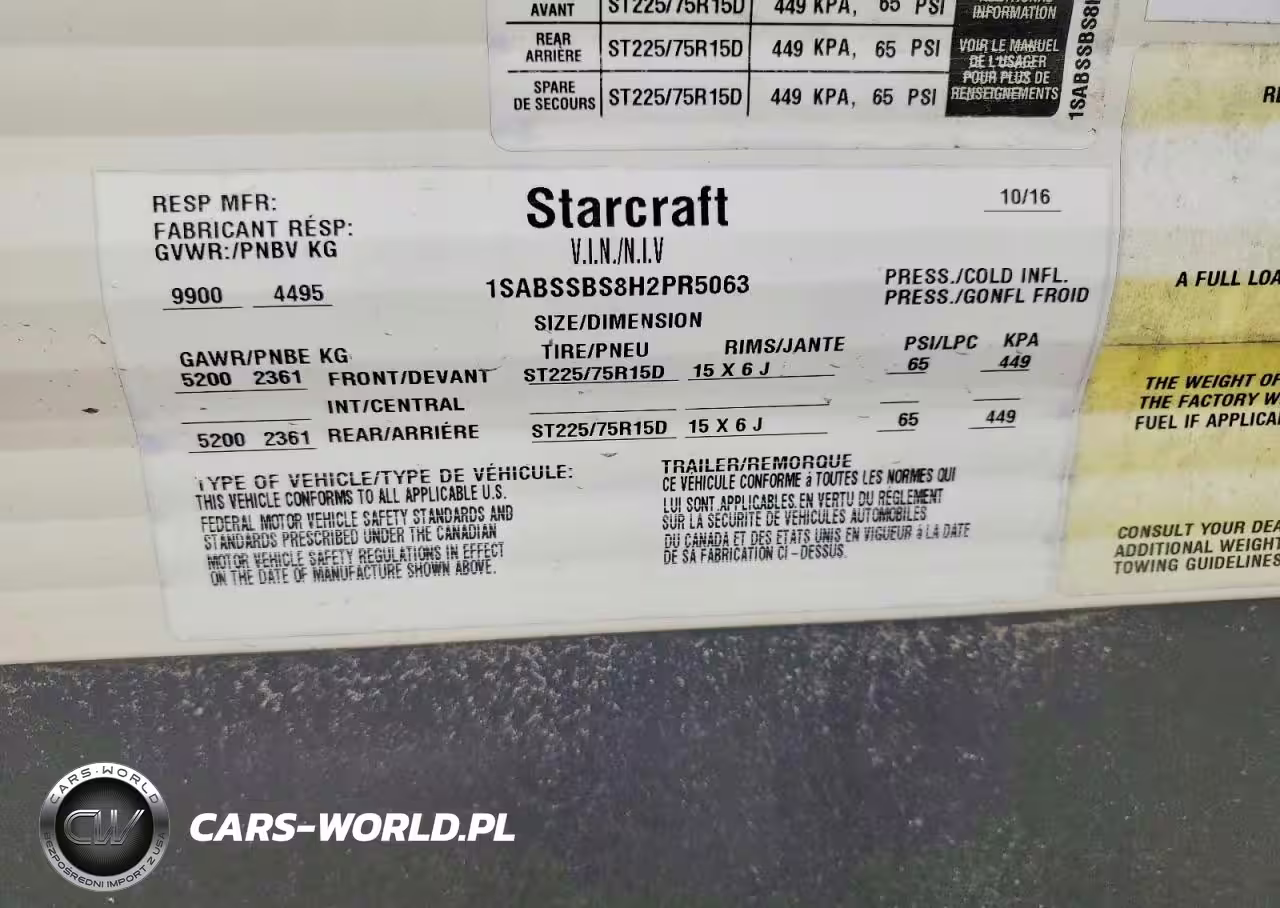 AVANT ST225/75R15D 449 KPA, 65 PSI
INFORMATION
REAR
ARRIÈRE ST225/75R15D 449 KPA, 65 PSI
VOIR LE MANUEL
DE L'USAGER
POUR PLUS DE
RENSEIGNEMENTS
SPARE
DE SECOURS ST225/75R15D 449 KPA, 65 PSI
1SABSSBS8H
RESP MFR:
FABRICANT RÉSP:
GVWR:/PNBV KG
Starcraft
10/16
V.I.N./N.I.V
9900 4495
1SABSSBS8H2PR5063
PRESS./COLD INFL.
PRESS./GONFL FROID
SIZE/DIMENSION
GAWR/PNBE KG TIRE/PNEU RIMS/JANTE PSI/LPC KPA
5200 2361 FRONT/DEVANT ST225/75R15D 15 X 6 J 65 449
INT/CENTRAL
5200 2361 REAR/ARRIÉRE ST225/75R15D 15 X 6 J 65 449
TYPE OF VEHICLE/TYPE DE VÉHICULE: TRAILER/REMORQUE
THIS VEHICLE CONFORMS TO ALL APPLICABLE U.S.
FEDERAL MOTOR VEHICLE SAFETY STANDARDS AND
STANDARDS PRESCRIBED UNDER THE CANADIAN
MOTOR VEHICLE SAFETY REGULATIONS IN EFFECT
ON THE DATE OF MANUFACTURE SHOWN ABOVE.
CE VÉHICULE CONFORME à TOUTES LES NORMES QUI
LUI SONT APPLICABLES EN VERTU DU RÉGLEMENT
SUR LA SÉCURITÉ DE VÉHICULES AUTOMOBILES
DU CANADA ET DES ETATS UNIS EN VIGUEUR à LA DATE
DE SA FABRICATION CI-DESSUS.
A FULL LOA
THE WEIGHT OF
THE FACTORY W
FUEL IF APPLICA
CONSULT YOUR DEA
ADDITIONAL WEIGHT
TOWING GUIDELINES
CARS-WORLD
CW
BEZPOŚREDNI IMPORT Z USA
CARS-WORLD.PL